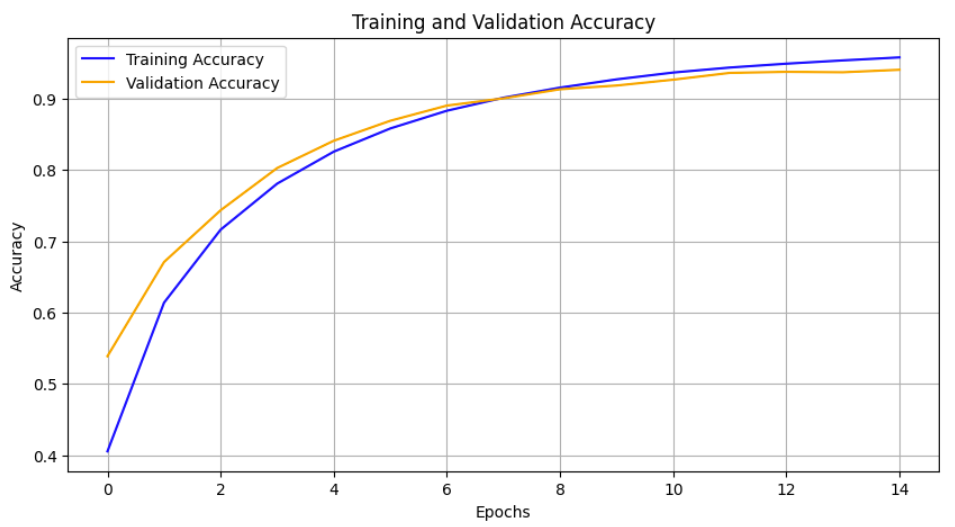 Training and Validation Accuracy
Training Accuracy
Validation Accuracy
Accuracy
0.9
0.8
0.7
0.6
0.5
0.4
0 2 4 6 8 10 12 14
Epochs